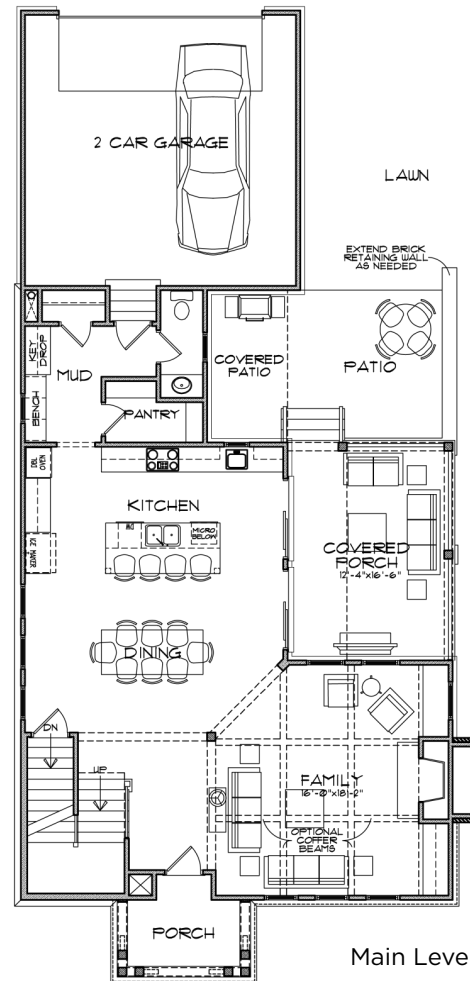 2 CAR GARAGE
LAWN
EXTEND BRICK
RETAINING WALL
AS NEEDED
KEY
DROP
MUD
COVERED
PATIO
PATIO
BENCH
PANTRY
DBL
OVEN
KITCHEN
DW
MICRO
BELOW
ICE MAKER
COVERED
PORCH
12'-4"x16'-6"
DINING
DN
UP
FAMILY
16'-0"x18'-2"
OPTIONAL
COFFER
BEAMS
PORCH
Main Leve